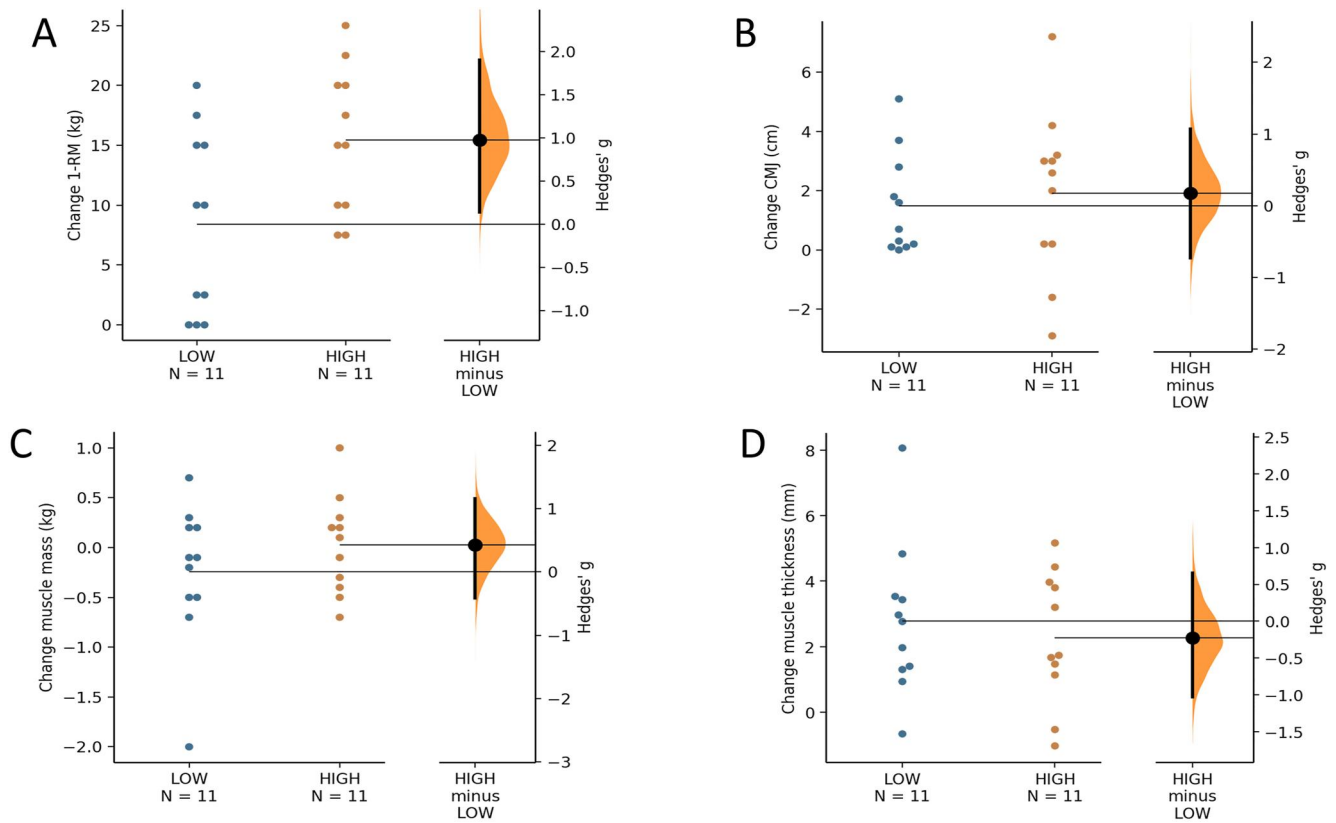 A
25
20
15
10
5
0
Change 1-RM (kg)
2.0
1.5
1.0
0.5
0.0
−0.5
−1.0
Hedges' g
LOW
N = 11
HIGH
N = 11
HIGH
minus
LOW
B
6
4
2
0
−2
Change CMJ (cm)
2
1
0
−1
−2
Hedges' g
LOW
N = 11
HIGH
N = 11
HIGH
minus
LOW
C
1.0
0.5
0.0
−0.5
−1.0
−1.5
−2.0
Change muscle mass (kg)
2
1
0
−1
−2
−3
Hedges' g
LOW
N = 11
HIGH
N = 11
HIGH
minus
LOW
D
8
6
4
2
0
Change muscle thickness (mm)
2.5
2.0
1.5
1.0
0.5
0.0
−0.5
−1.0
−1.5
Hedges' g
LOW
N = 11
HIGH
N = 11
HIGH
minus
LOW